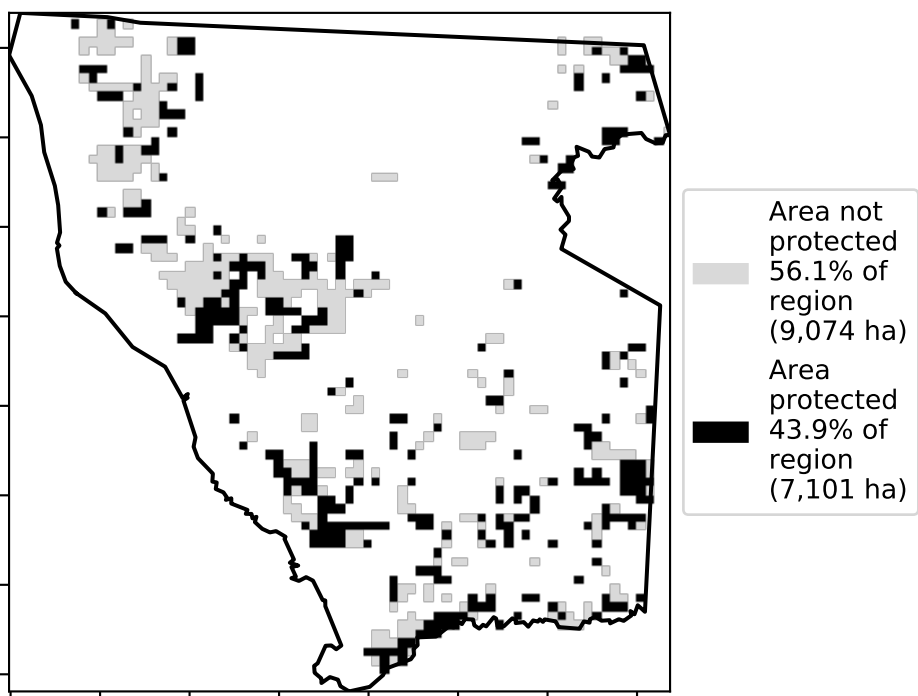 Area not
protected
56.1% of
region
(9,074 ha)
Area
protected
43.9% of
region
(7,101 ha)